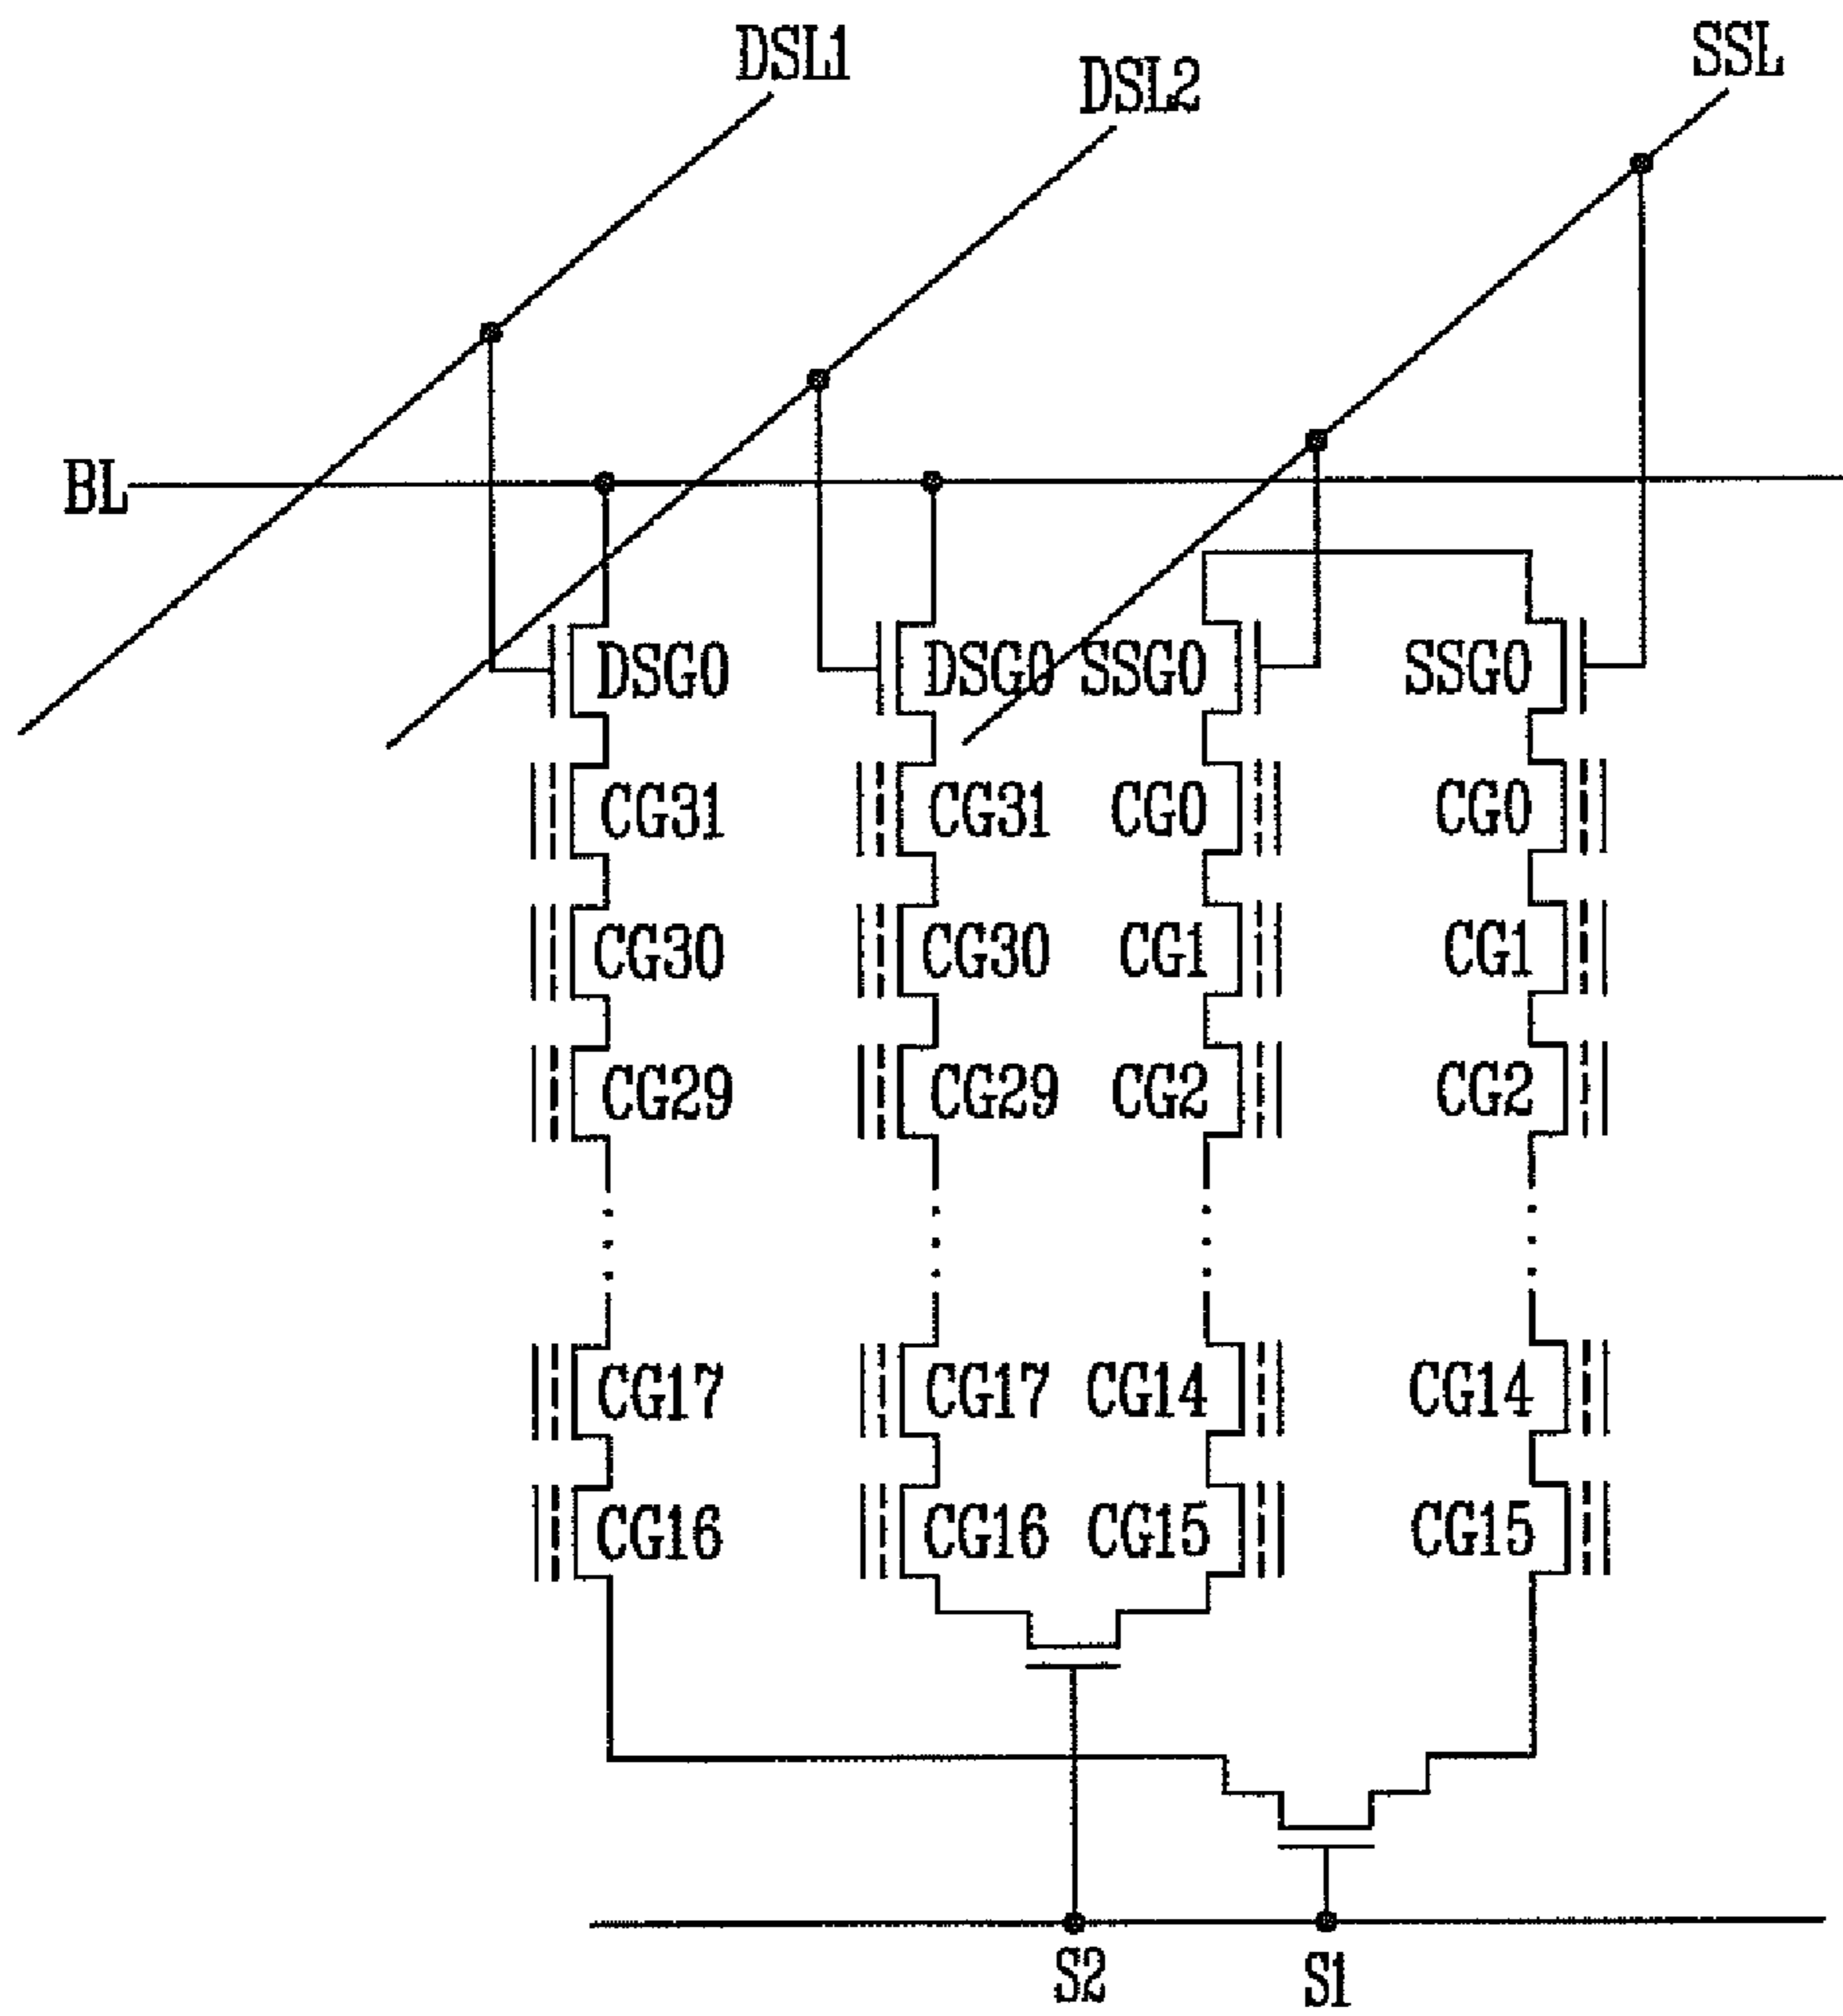 DSL1 DSL2 SSL
BL
DSG0 DSG0 SSG0 SSG0
CG31 CG31 CG0 CG0
CG30 CG30 CG1 CG1
CG29 CG29 CG2 CG2
CG17 CG17 CG14 CG14
CG16 CG16 CG15 CG15
S2 S1